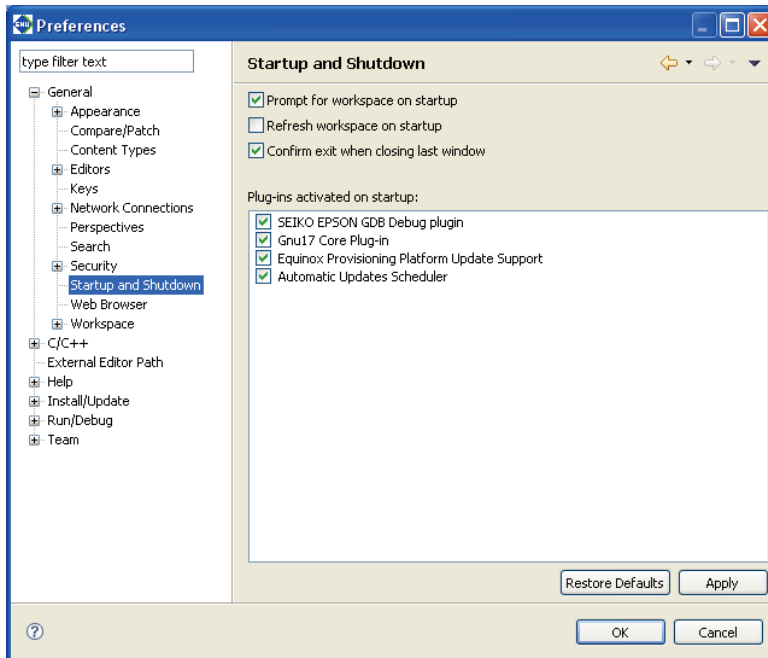 GNU Preferences
type filter text
General
Appearance
Compare/Patch
Content Types
Editors
Keys
Network Connections
Perspectives
Search
Security
Startup and Shutdown
Web Browser
Workspace
C/C++
External Editor Path
Help
Install/Update
Run/Debug
Team
Startup and Shutdown
Prompt for workspace on startup
Refresh workspace on startup
Confirm exit when closing last window
Plug-ins activated on startup:
SEIKO EPSON GDB Debug plugin
Gnu17 Core Plug-in
Equinox Provisioning Platform Update Support
Automatic Updates Scheduler
Restore Defaults Apply
? OK Cancel